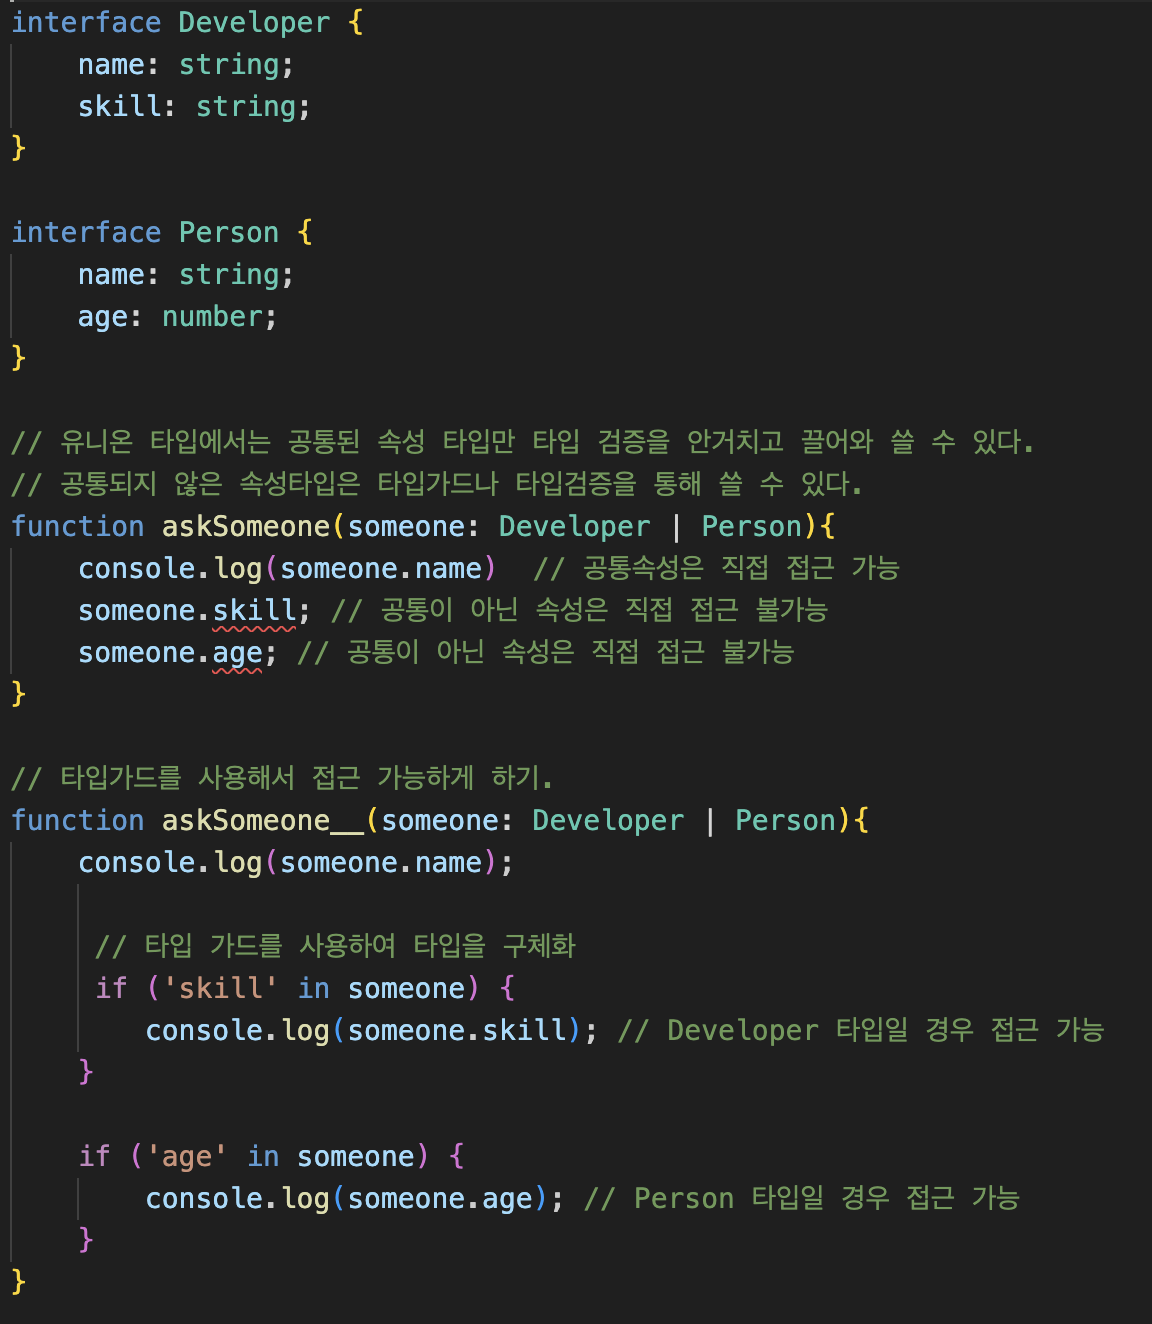 interface Developer {
    name: string;
    skill: string;
}

interface Person {
    name: string;
    age: number;
}

// 유니온 타입에서는 공통된 속성 타입만 타입 검증을 안거치고 끌어와 쓸 수 있다.
// 공통되지 않은 속성타입은 타입가드나 타입검증을 통해 쓸 수 있다.
function askSomeone(someone: Developer | Person){
    console.log(someone.name)  // 공통속성은 직접 접근 가능
    someone.skill; // 공통이 아닌 속성은 직접 접근 불가능
    someone.age; // 공통이 아닌 속성은 직접 접근 불가능
}

// 타입가드를 사용해서 접근 가능하게 하기.
function askSomeone__(someone: Developer | Person){
    console.log(someone.name);

     // 타입 가드를 사용하여 타입을 구체화
     if ('skill' in someone) {
        console.log(someone.skill); // Developer 타입일 경우 접근 가능
    }

    if ('age' in someone) {
        console.log(someone.age); // Person 타입일 경우 접근 가능
    }
}